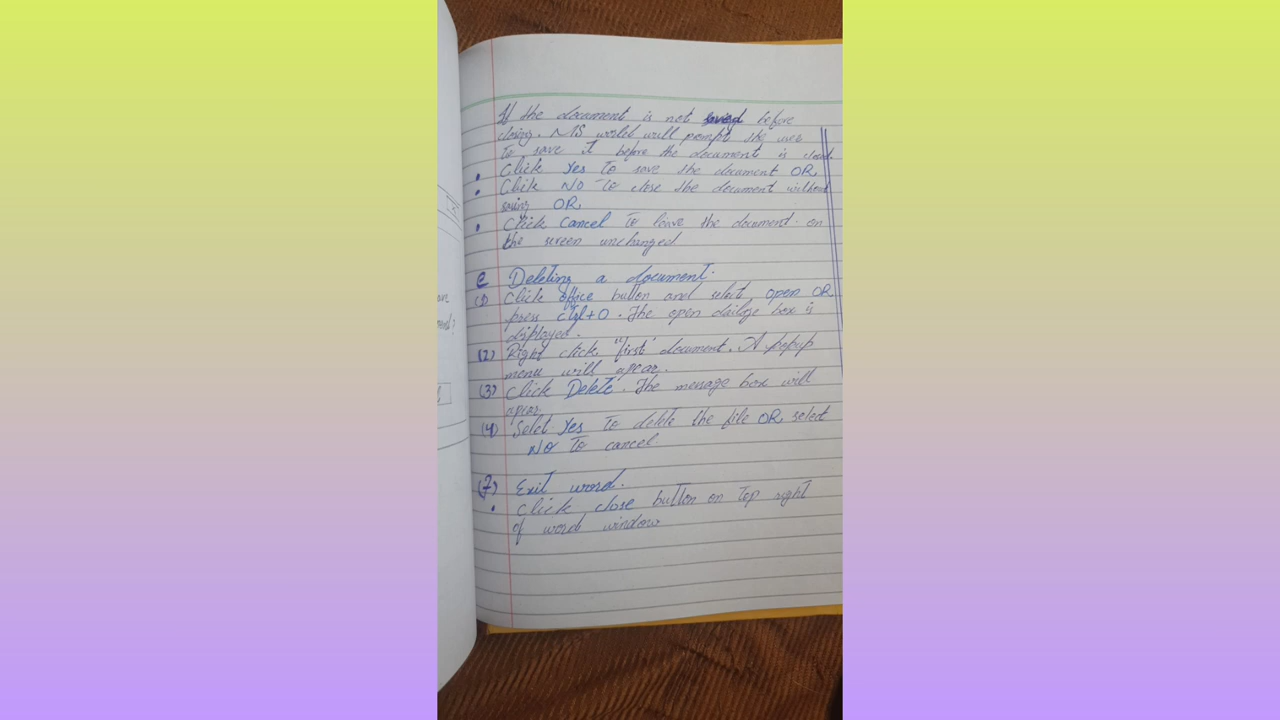 If the document is not saved before
closing. MS worlet will pempt the user
to save it before the document is closed.
• Click Yes to save the document OR
• Click NO to close the document without
saving OR
• Click Cancel to leave the document on
the screen unchanged
e Deleting a document.
(1) Click office button and select open OR
press ctrl+O. The open dailoge box is
displayed.
(2) Right click "first" document. A popup
menu will apear.
(3) Click Delete. The message box will
apear.
(4) Select Yes to delete the file OR select
NO to cancel.
(7) Exit word.
• Click close button on top right
of word window